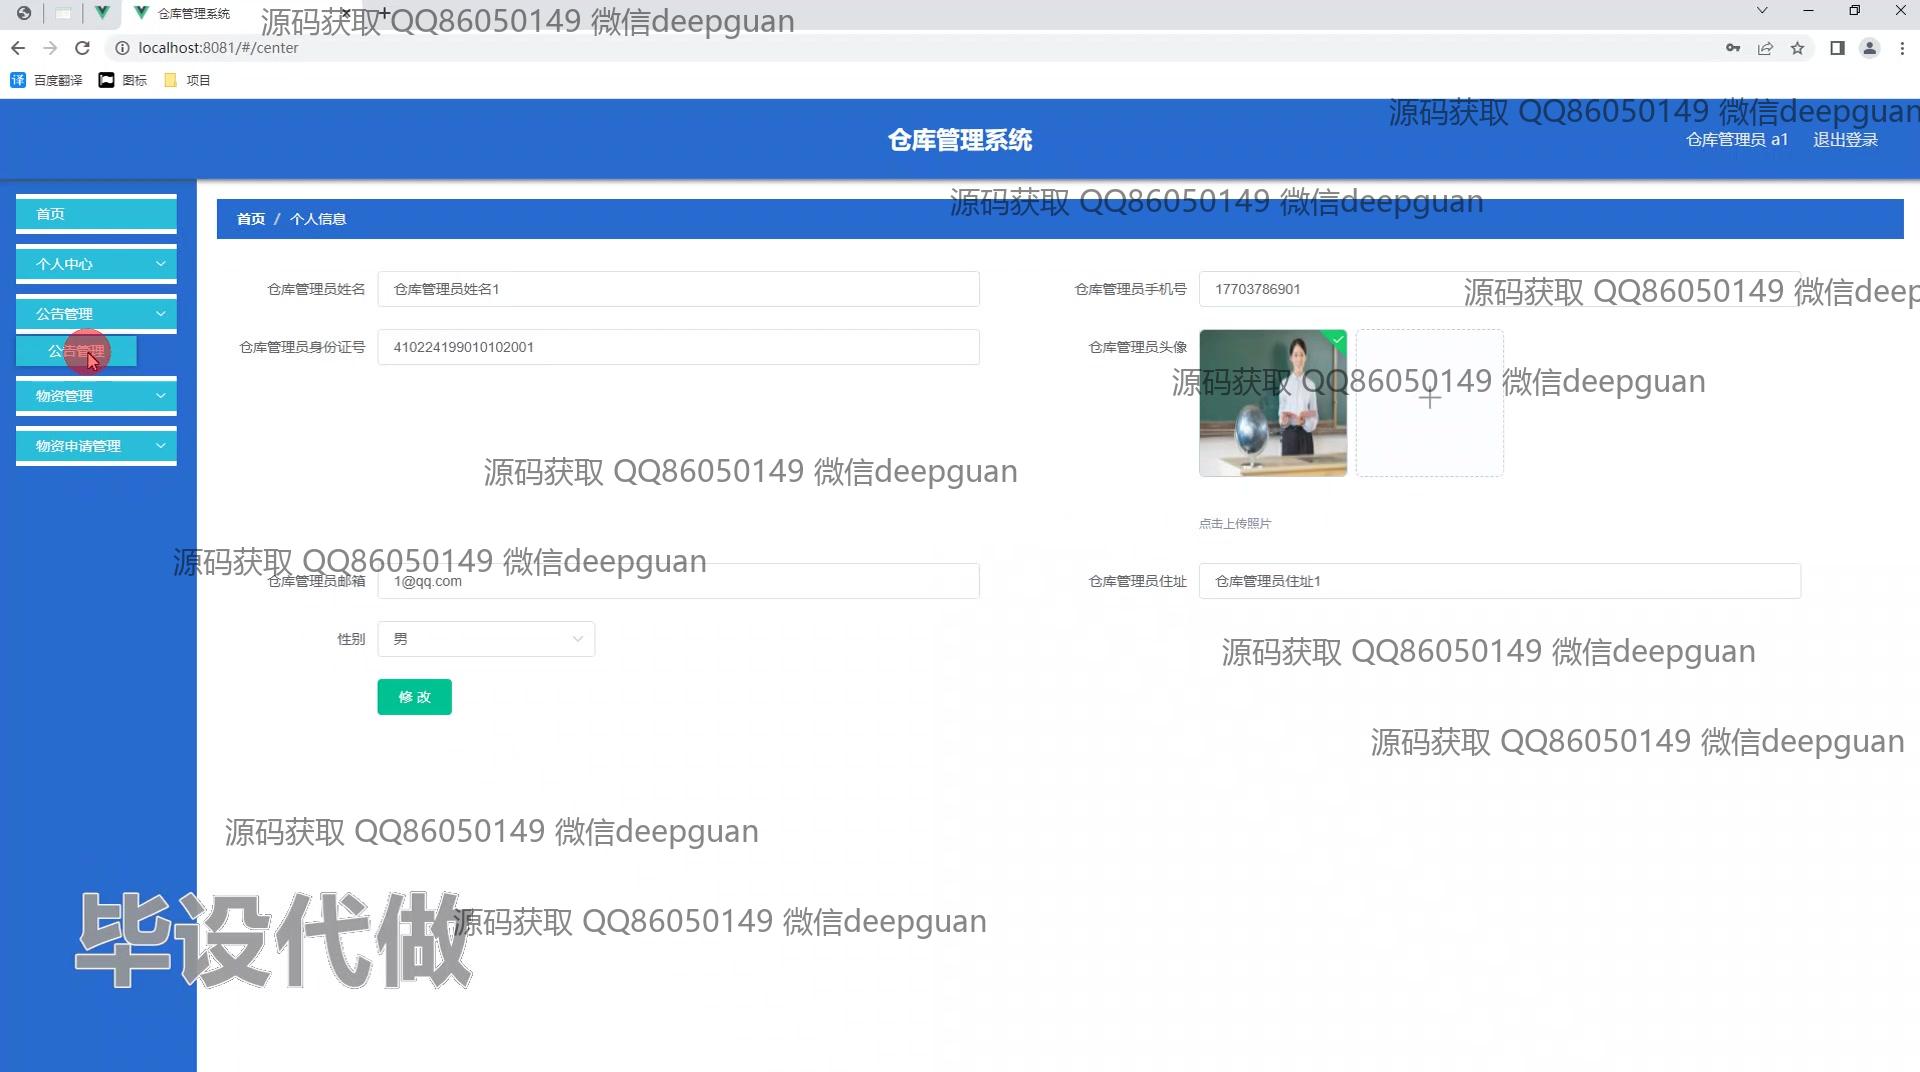 仓库管理系统
源码获取 QQ86050149 微信deepguan
localhost:8081/#/center
百度翻译
图标
项目
源码获取 QQ86050149 微信deepguan
仓库管理系统
仓库管理员 a1
退出登录
源码获取 QQ86050149 微信deepguan
首页
首页 / 个人信息
个人中心
仓库管理员姓名
仓库管理员姓名1
仓库管理员手机号
17703786901
源码获取 QQ86050149 微信deep
公告管理
公告管理
仓库管理员身份证号
410224199010102001
仓库管理员头像
源码获取 QQ86050149 微信deepguan
物资管理
物资申请管理
源码获取 QQ86050149 微信deepguan
点击上传照片
源码获取 QQ86050149 微信deepguan
仓库管理员邮箱
1@qq.com
仓库管理员住址
仓库管理员住址1
性别
男
源码获取 QQ86050149 微信deepguan
修 改
源码获取 QQ86050149 微信deepguan
源码获取 QQ86050149 微信deepguan
毕设代做
源码获取 QQ86050149 微信deepguan